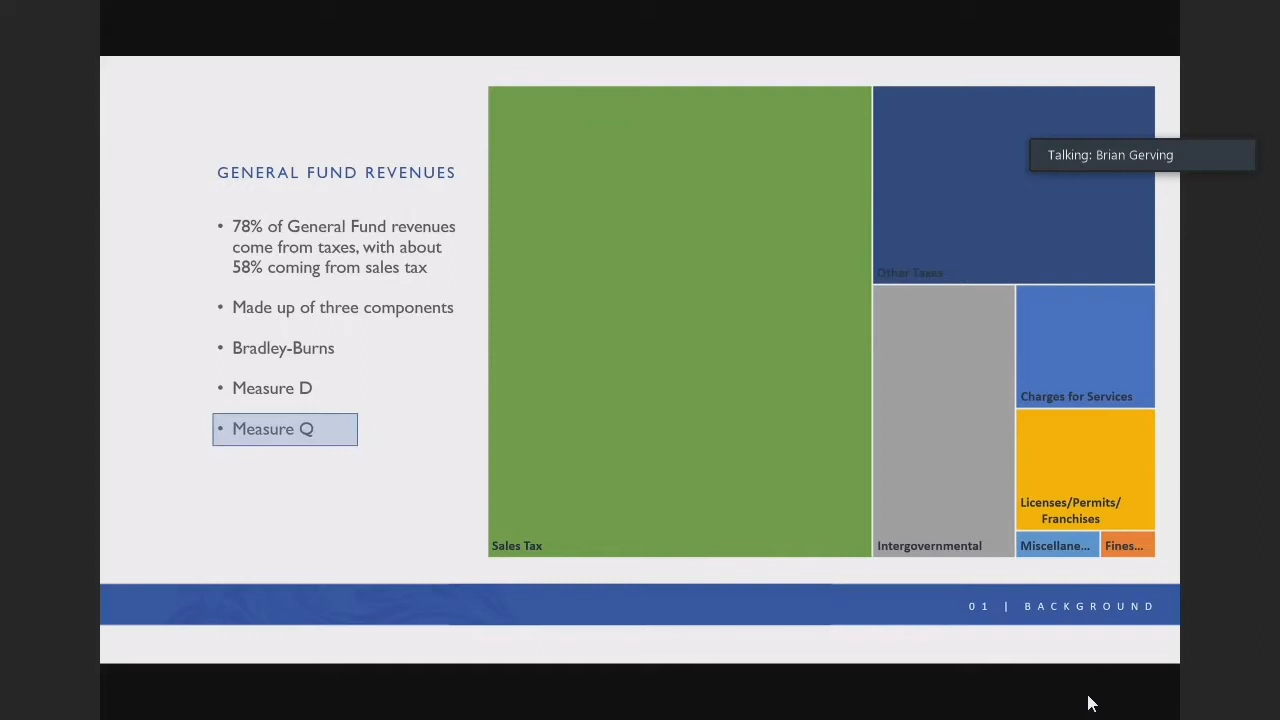 GENERAL FUND REVENUES
• 78% of General Fund revenues
come from taxes, with about
58% coming from sales tax
• Made up of three components
• Bradley-Burns
• Measure D
• Measure Q
Talking: Brian Gerving
Other Taxes
Charges for Services
Licenses/Permits/
Franchises
Sales Tax
Intergovernmental
Miscellane...
Fines...
01 | BACKGROUND